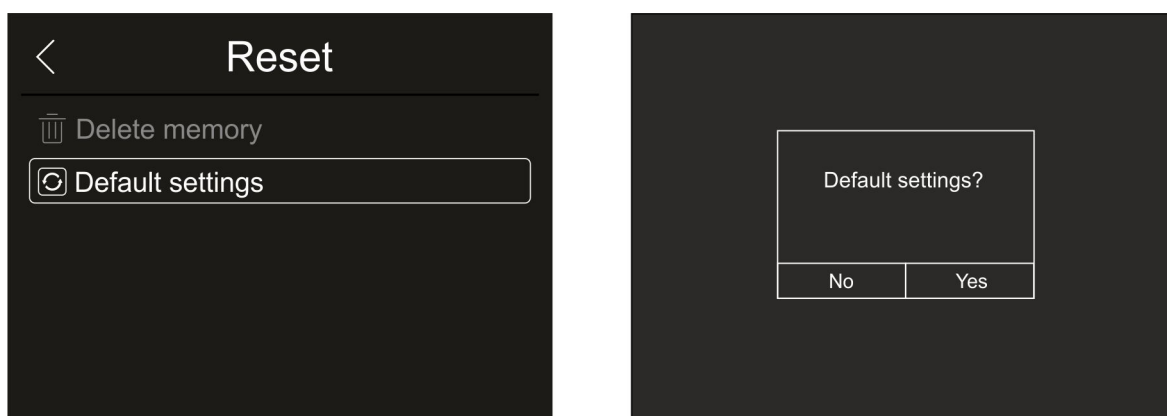 Reset
Delete memory
Default settings
Default settings?
No
Yes